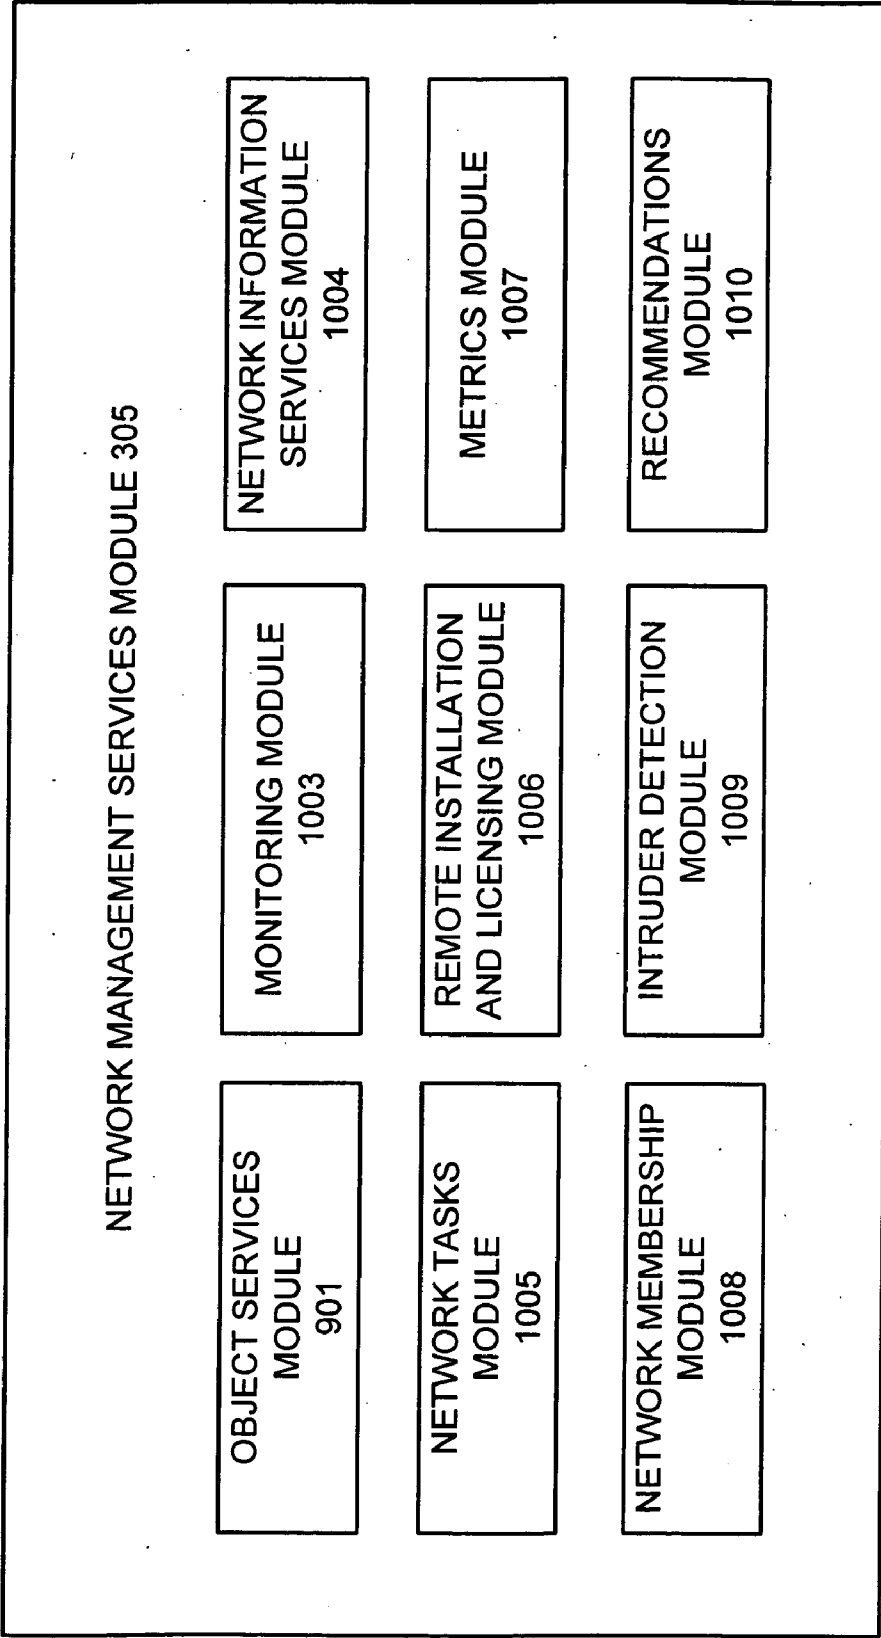 NETWORK MANAGEMENT SERVICES MODULE 305
OBJECT SERVICES
MODULE
901
MONITORING MODULE
1003
NETWORK INFORMATION
SERVICES MODULE
1004
NETWORK TASKS
MODULE
1005
REMOTE INSTALLATION
AND LICENSING MODULE
1006
METRICS MODULE
1007
NETWORK MEMBERSHIP
MODULE
1008
INTRUDER DETECTION
MODULE
1009
RECOMMENDATIONS
MODULE
1010